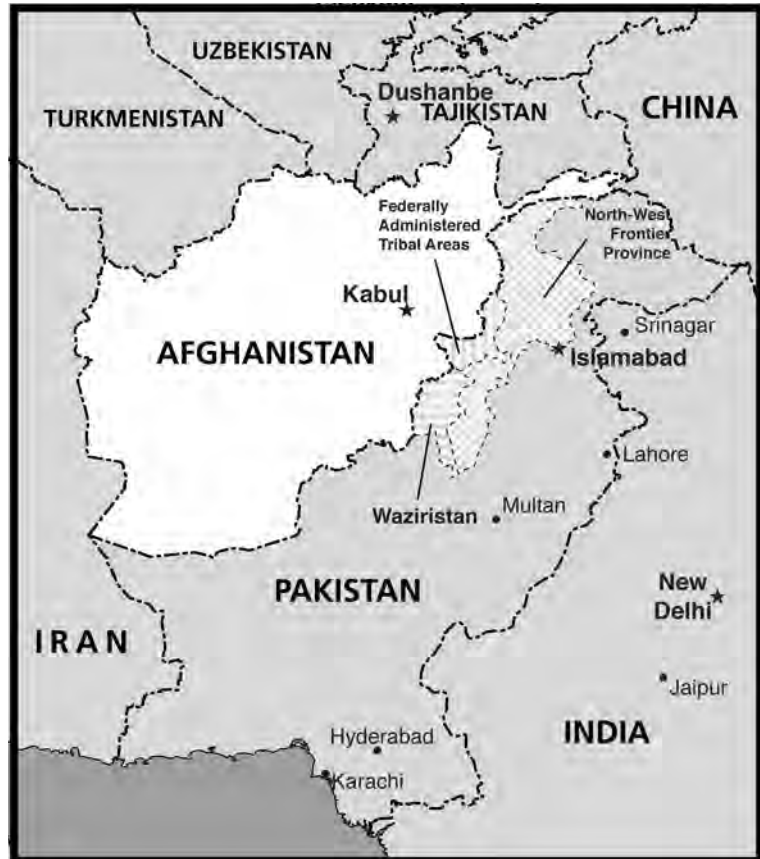 UZBEKISTAN
Dushanbe
TURKMENISTAN
TAJIKISTAN
CHINA
Federally
Administered
Tribal Areas
North-West
Frontier
Province
Kabul
Srinagar
AFGHANISTAN
Islamabad
Lahore
Waziristan
Multan
PAKISTAN
New
Delhi
IRAN
Jaipur
Hyderabad
INDIA
Karachi